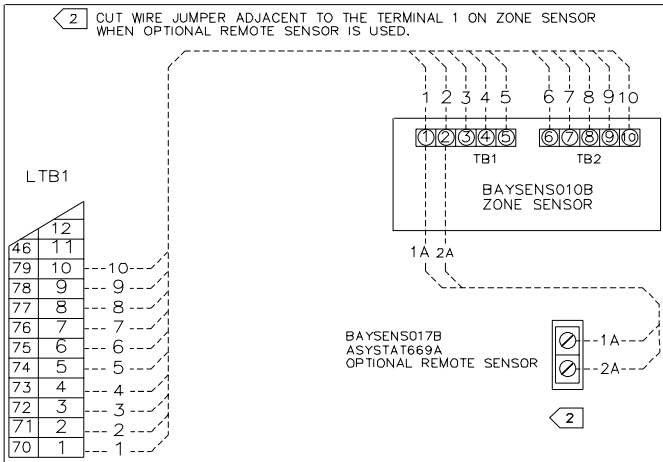 2 CUT WIRE JUMPER ADJACENT TO THE TERMINAL 1 ON ZONE SENSOR
WHEN OPTIONAL REMOTE SENSOR IS USED.
1 2 3 4 5 6 7 8 9 10
1 2 3 4 5 6 7 8 9 10
TB1 TB2
BAYSENS010B
ZONE SENSOR
1A 2A
LTB1
12
46 11
79 10 10
78 9 9
77 8 8
76 7 7
75 6 6
74 5 5
73 4 4
72 3 3
71 2 2
70 1 1
BAYSENS017B
ASYSTAT669A
OPTIONAL REMOTE SENSOR
1A
2A
2